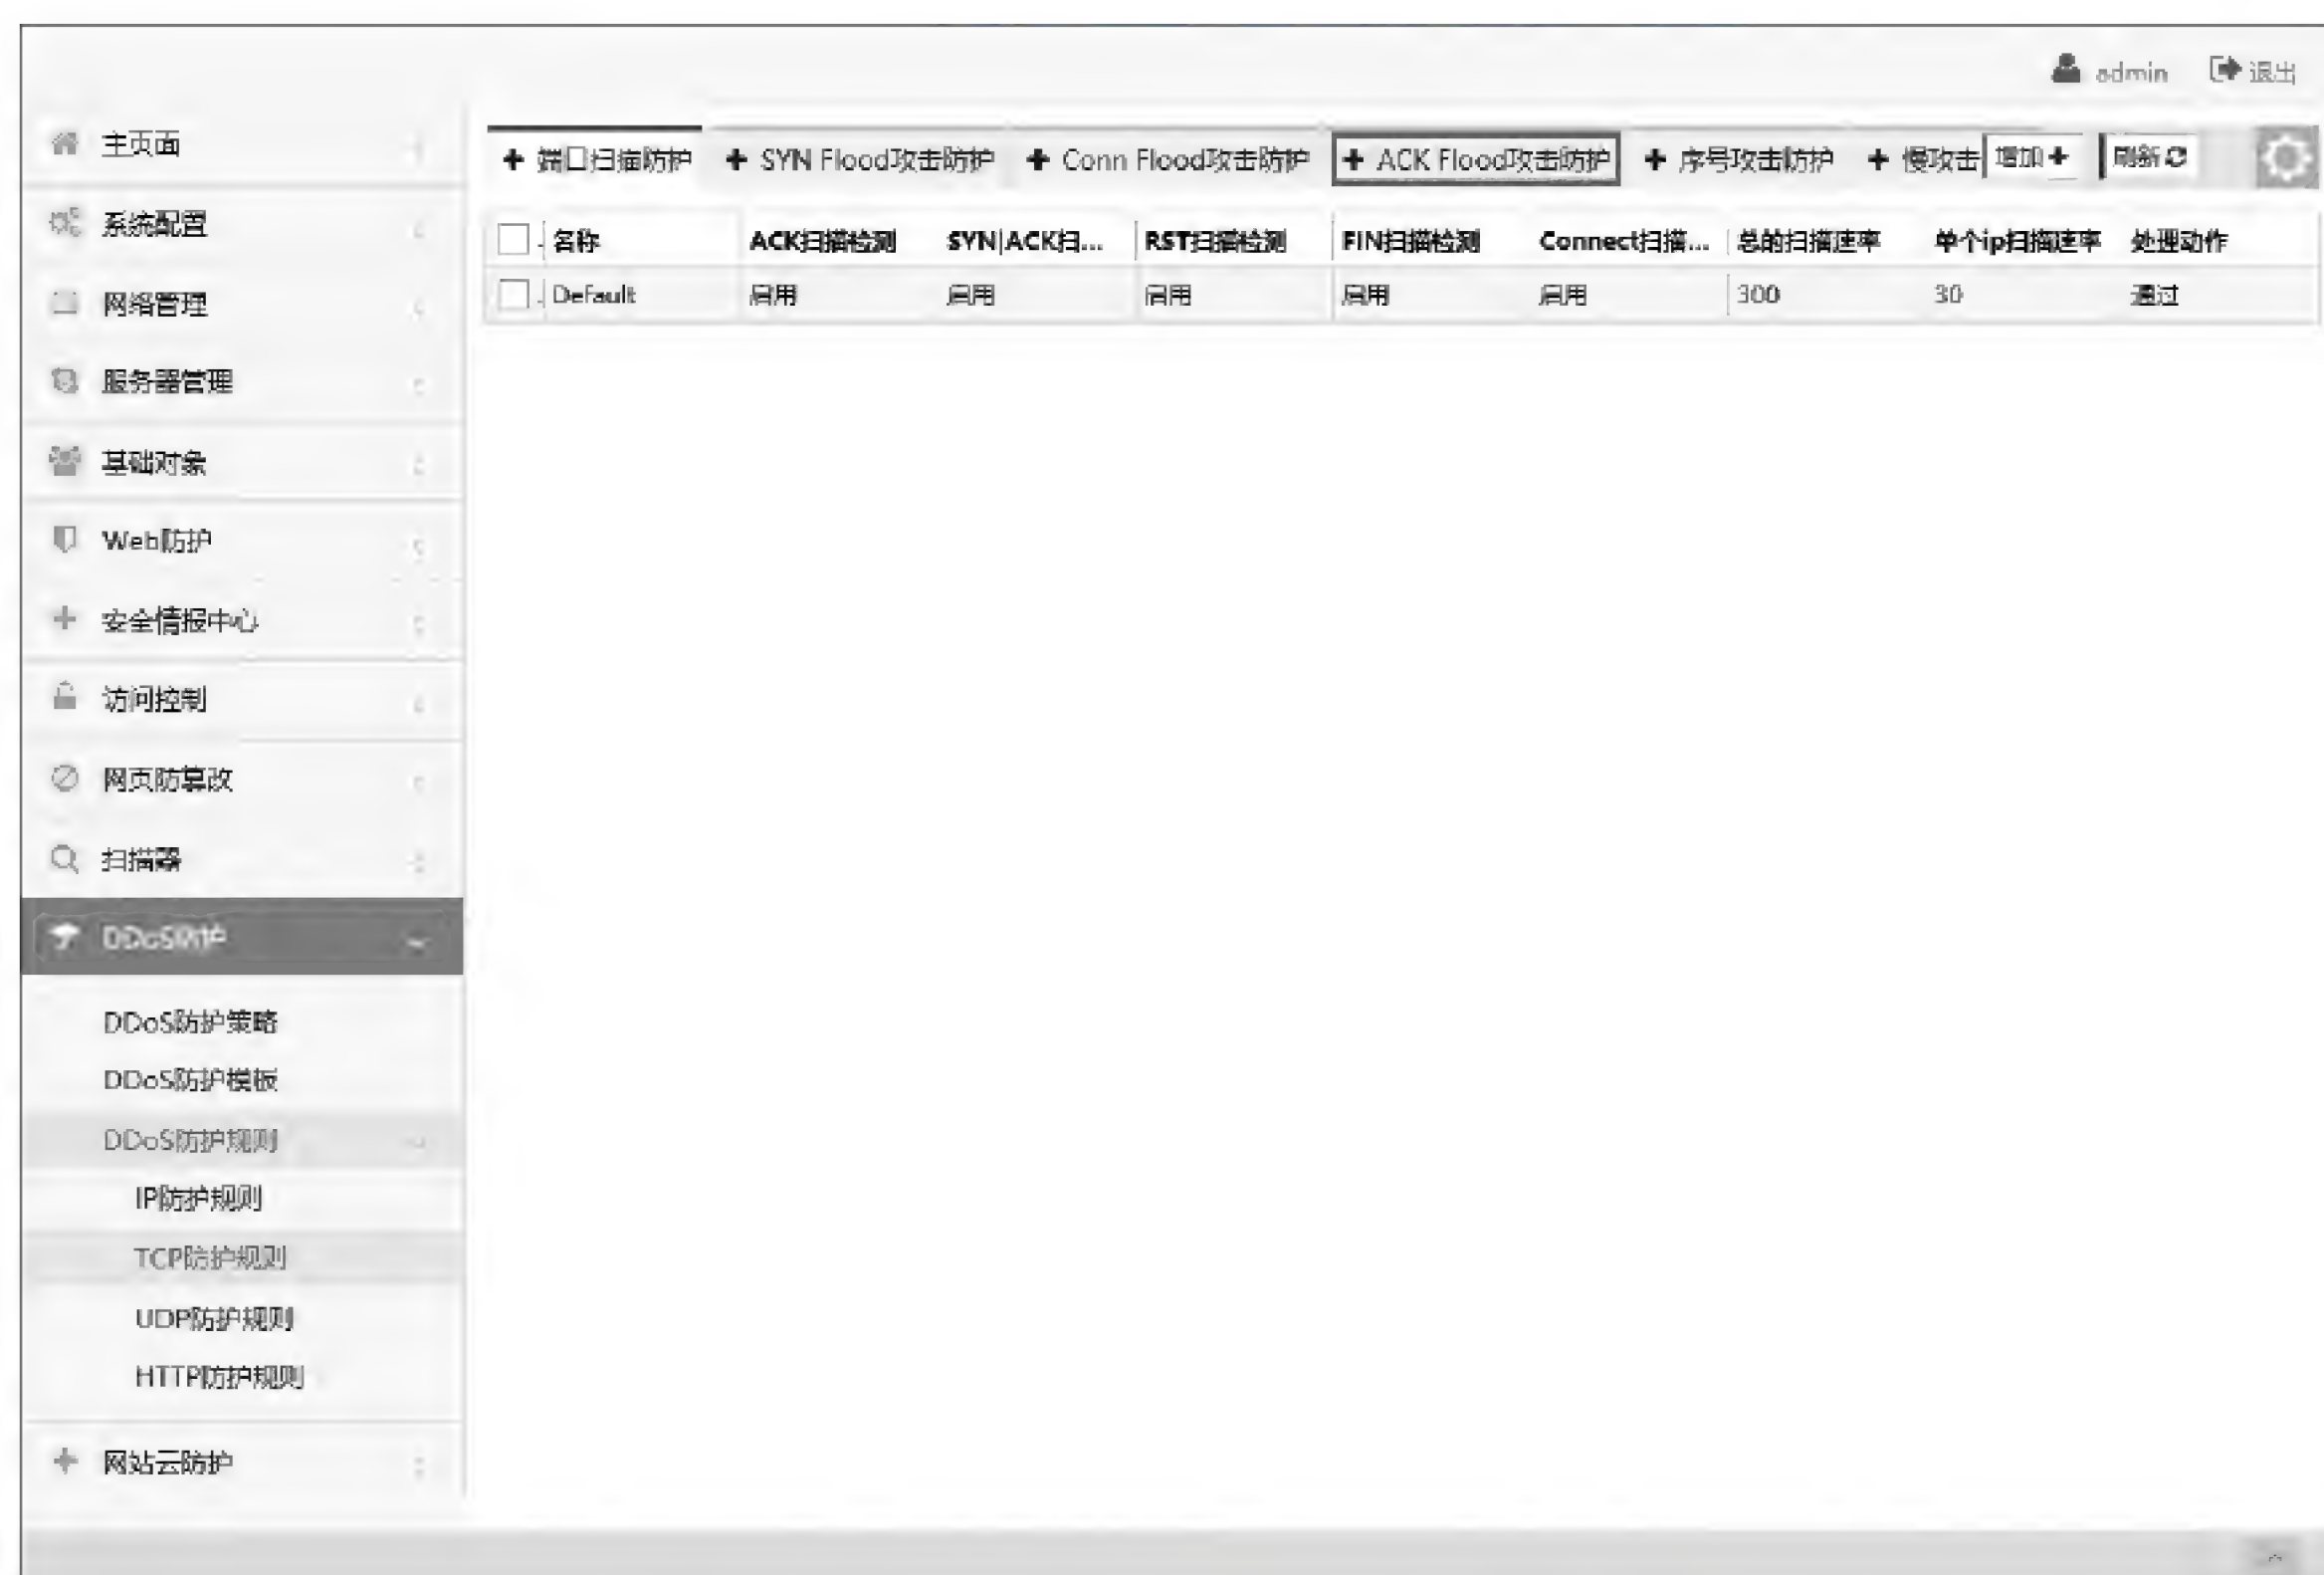 admin 退出
主页面
系统配置
网络管理
服务器管理
基础对象
Web防护
安全情报中心
访问控制
网页防篡改
扫描器
DDoS防护
DDoS防护策略
DDoS防护模板
DDoS防护规则
IP防护规则
TCP防护规则
UDP防护规则
HTTP防护规则
网站云防护
端口扫描防护 SYN Flood攻击防护 Conn Flood攻击防护 ACK Flood攻击防护 序号攻击防护 慢攻击 增加 刷新
名称 ACK扫描检测 SYN|ACK扫... RST扫描检测 FIN扫描检测 Connect扫描... 总的扫描速率 单个ip扫描速率 处理动作
Default 启用 启用 启用 启用 启用 300 30 通过